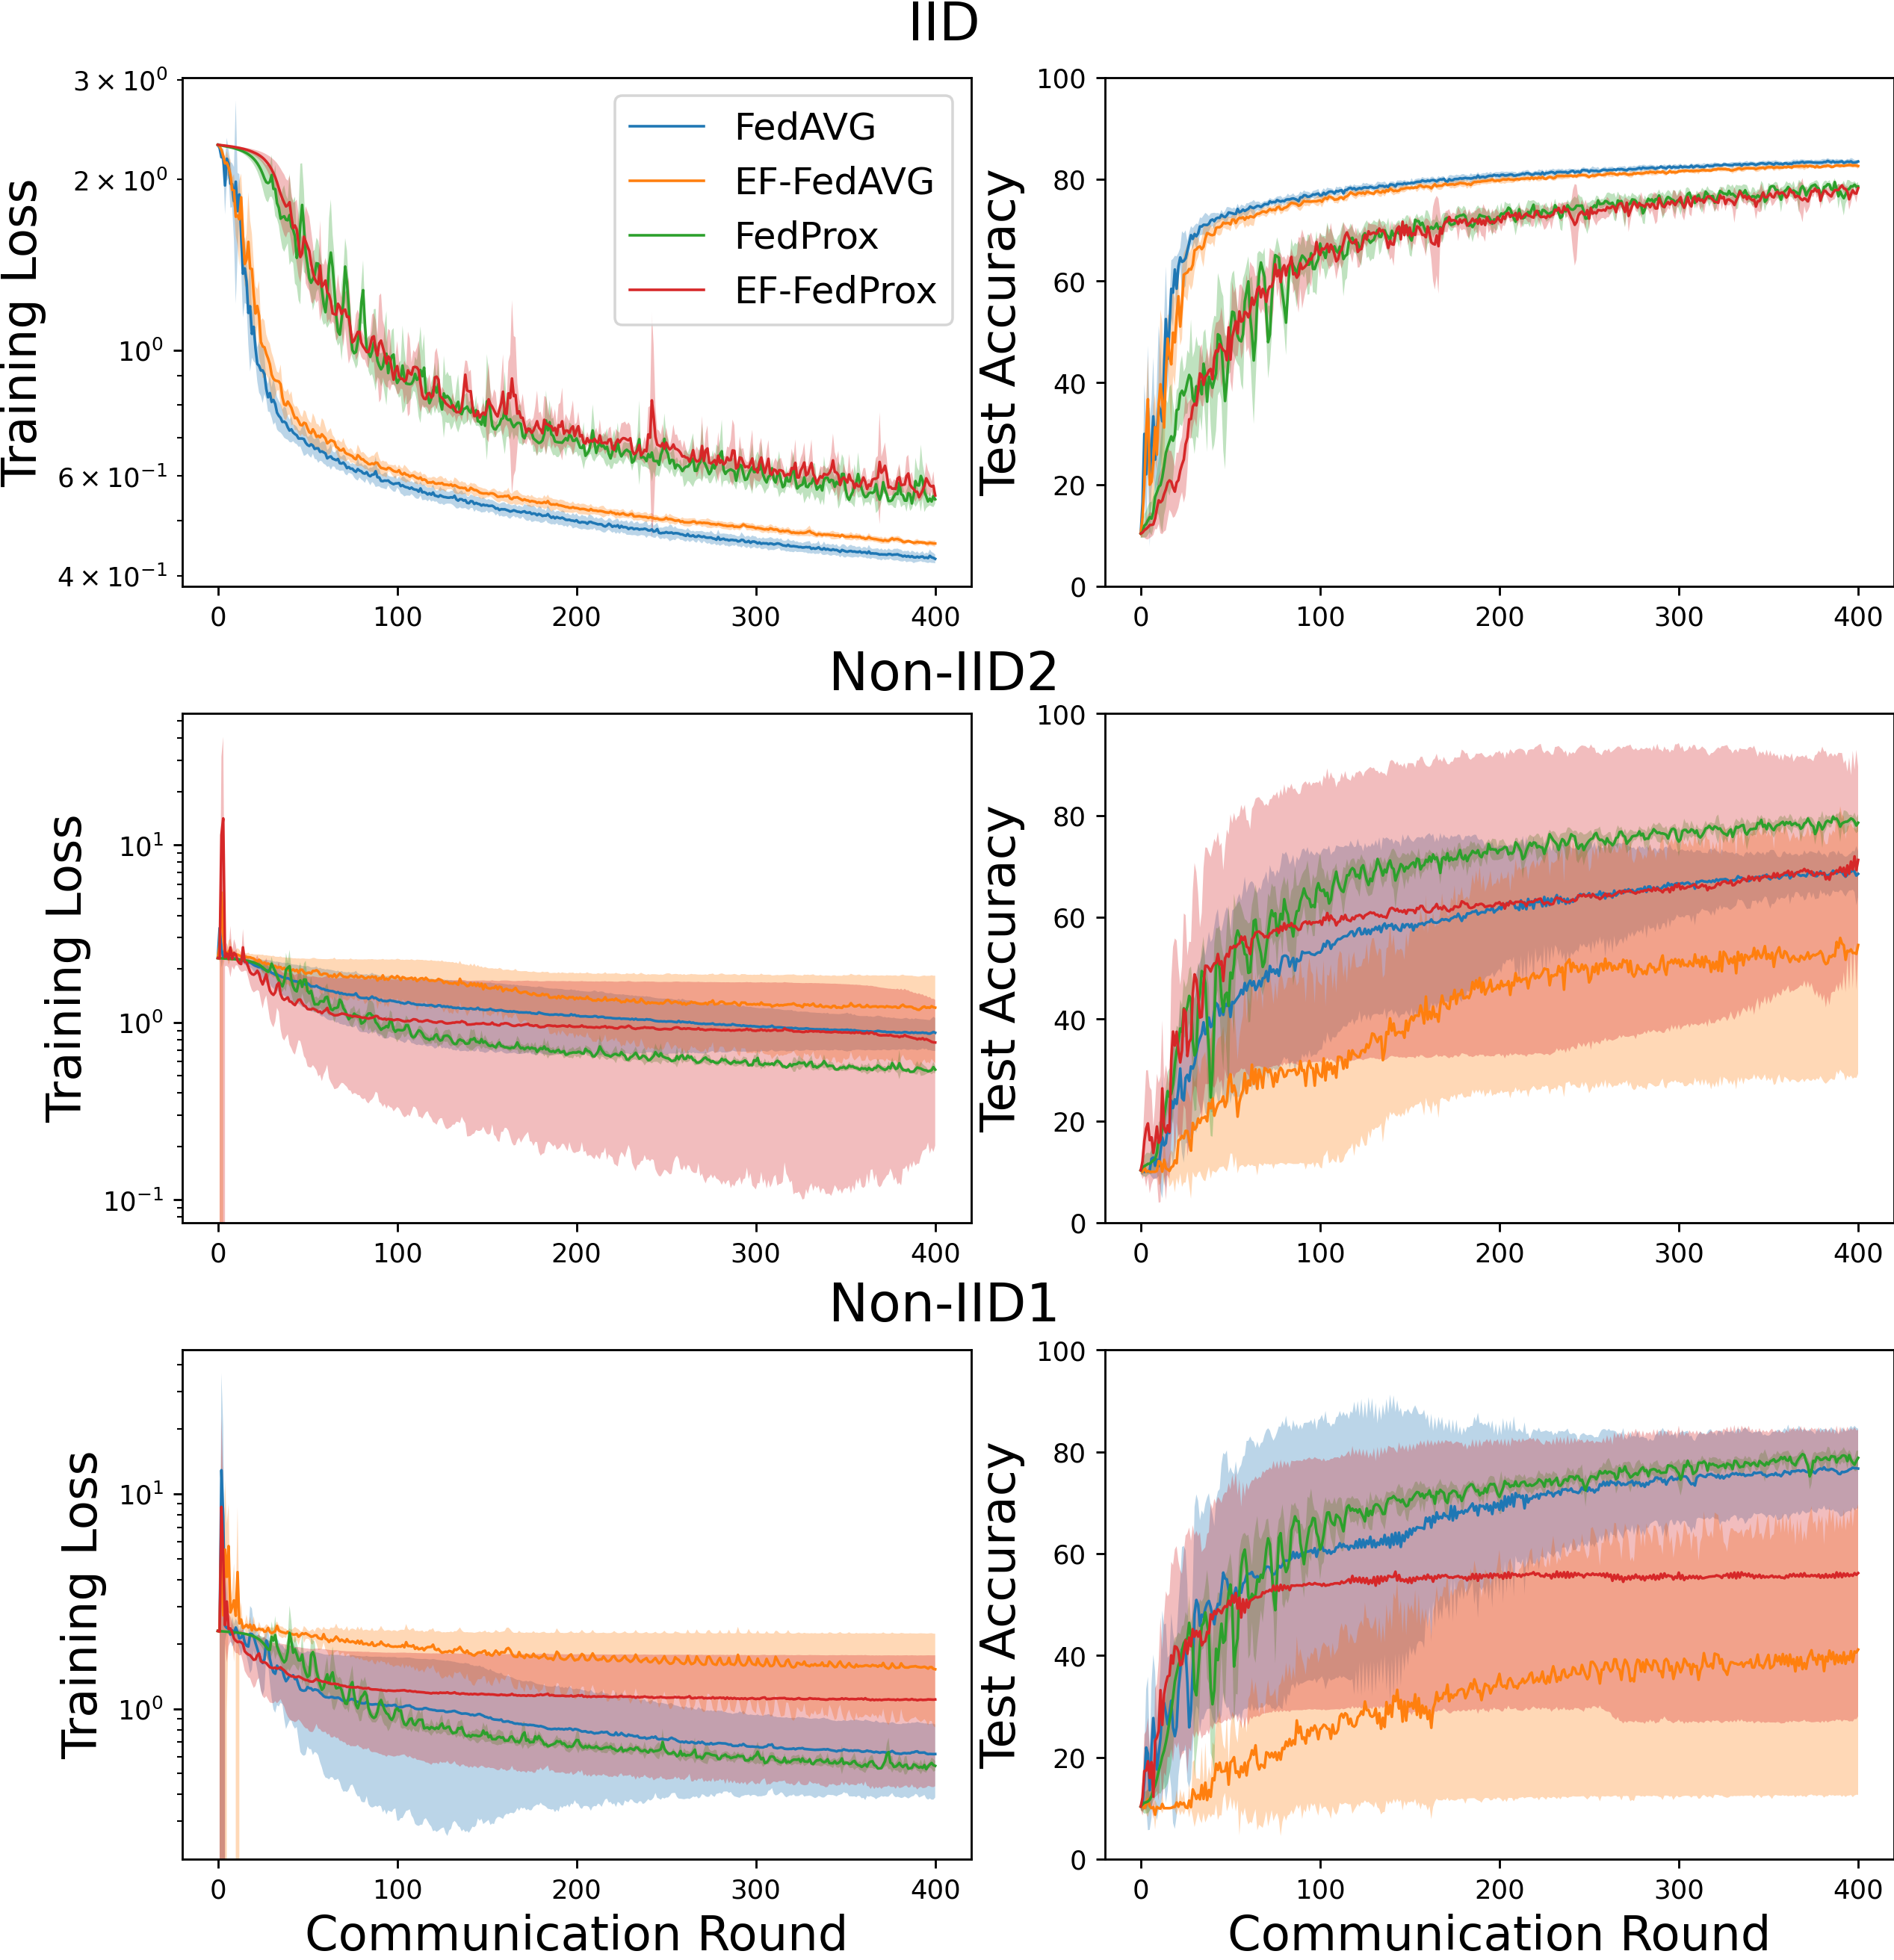 IID
Training Loss
3 × 10⁰
2 × 10⁰
10⁰
6 × 10⁻¹
4 × 10⁻¹
0 100 200 300 400
FedAVG
EF-FedAVG
FedProx
EF-FedProx
Test Accuracy
100
80
60
40
20
0
0 100 200 300 400
Non-IID2
Training Loss
10¹
10⁰
10⁻¹
0 100 200 300 400
Test Accuracy
100
80
60
40
20
0
0 100 200 300 400
Non-IID1
Training Loss
10¹
10⁰
0 100 200 300 400
Communication Round
Test Accuracy
100
80
60
40
20
0
0 100 200 300 400
Communication Round